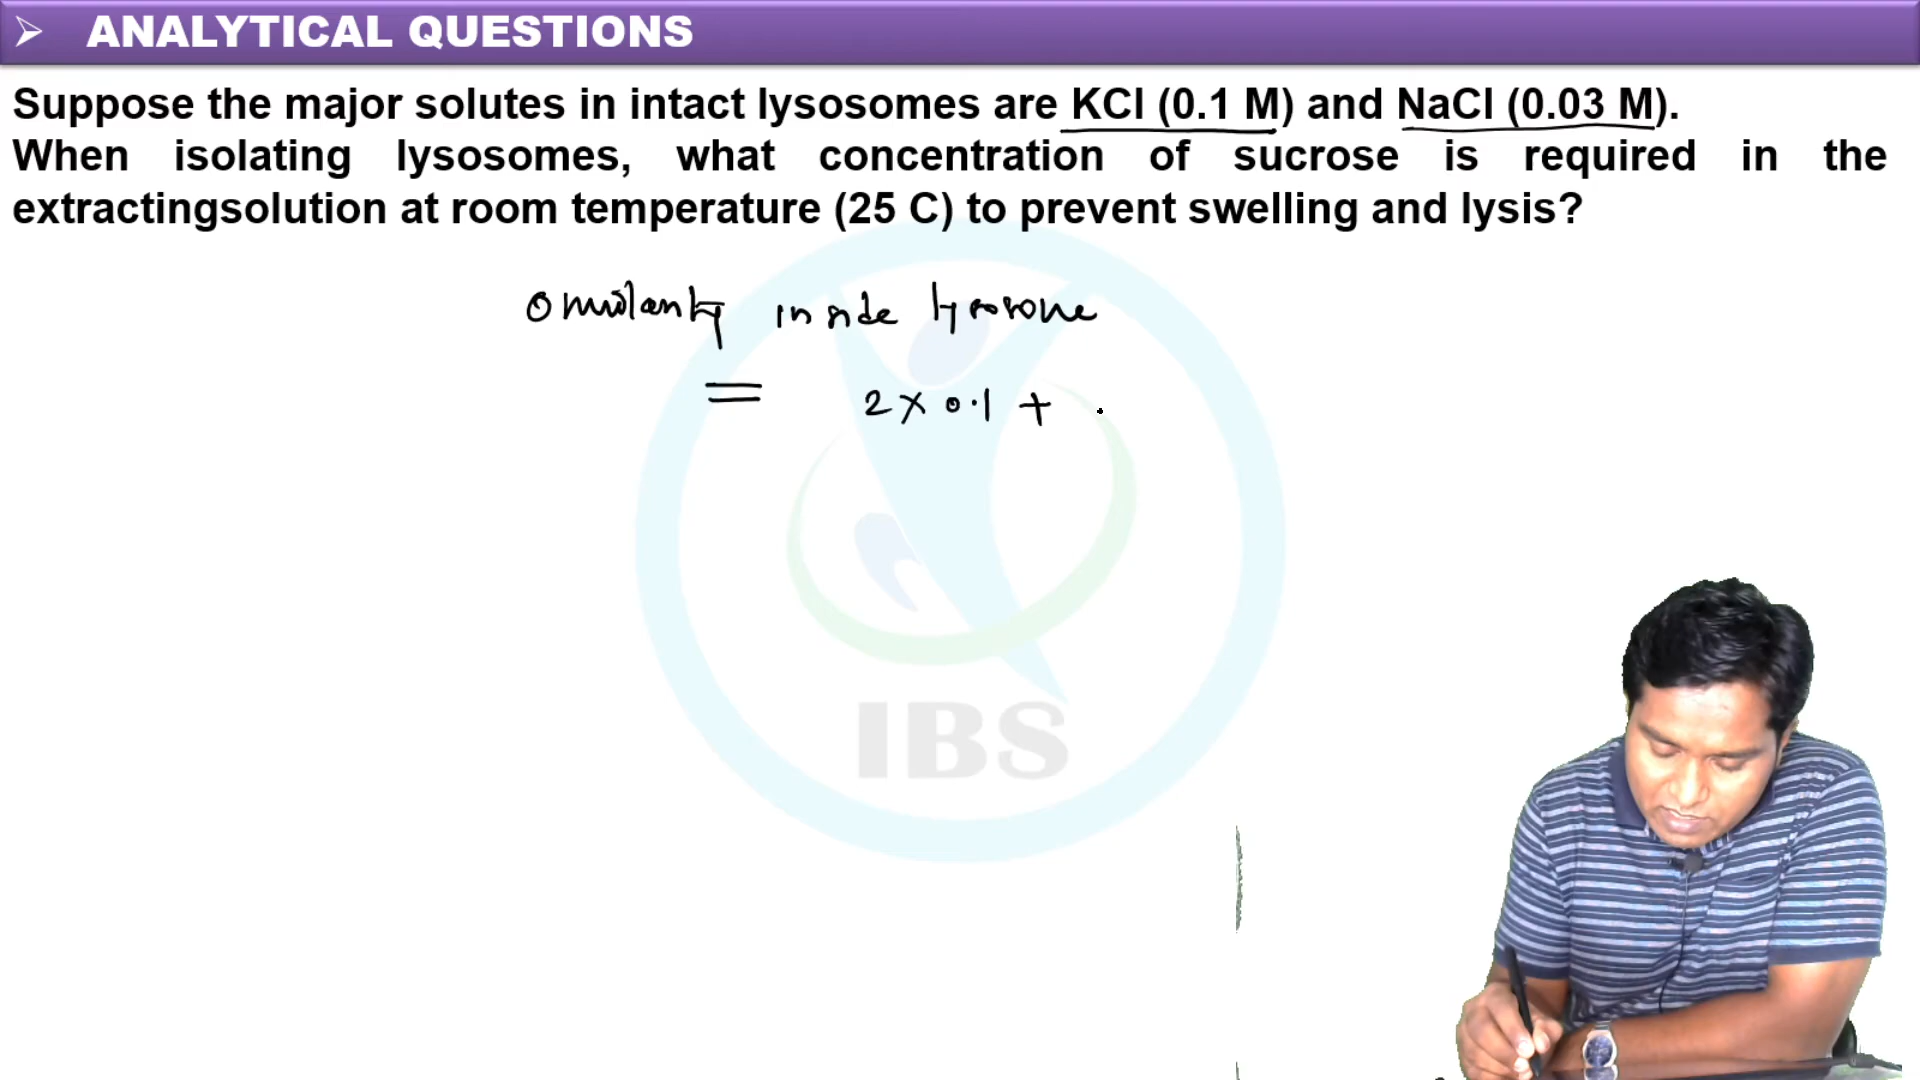 ANALYTICAL QUESTIONS
Suppose the major solutes in intact lysosomes are KCl (0.1 M) and NaCl (0.03 M).
When isolating lysosomes, what concentration of sucrose is required in the
extractingsolution at room temperature (25 C) to prevent swelling and lysis?
inside lysosome
= 2 × 0.1 +
IBS